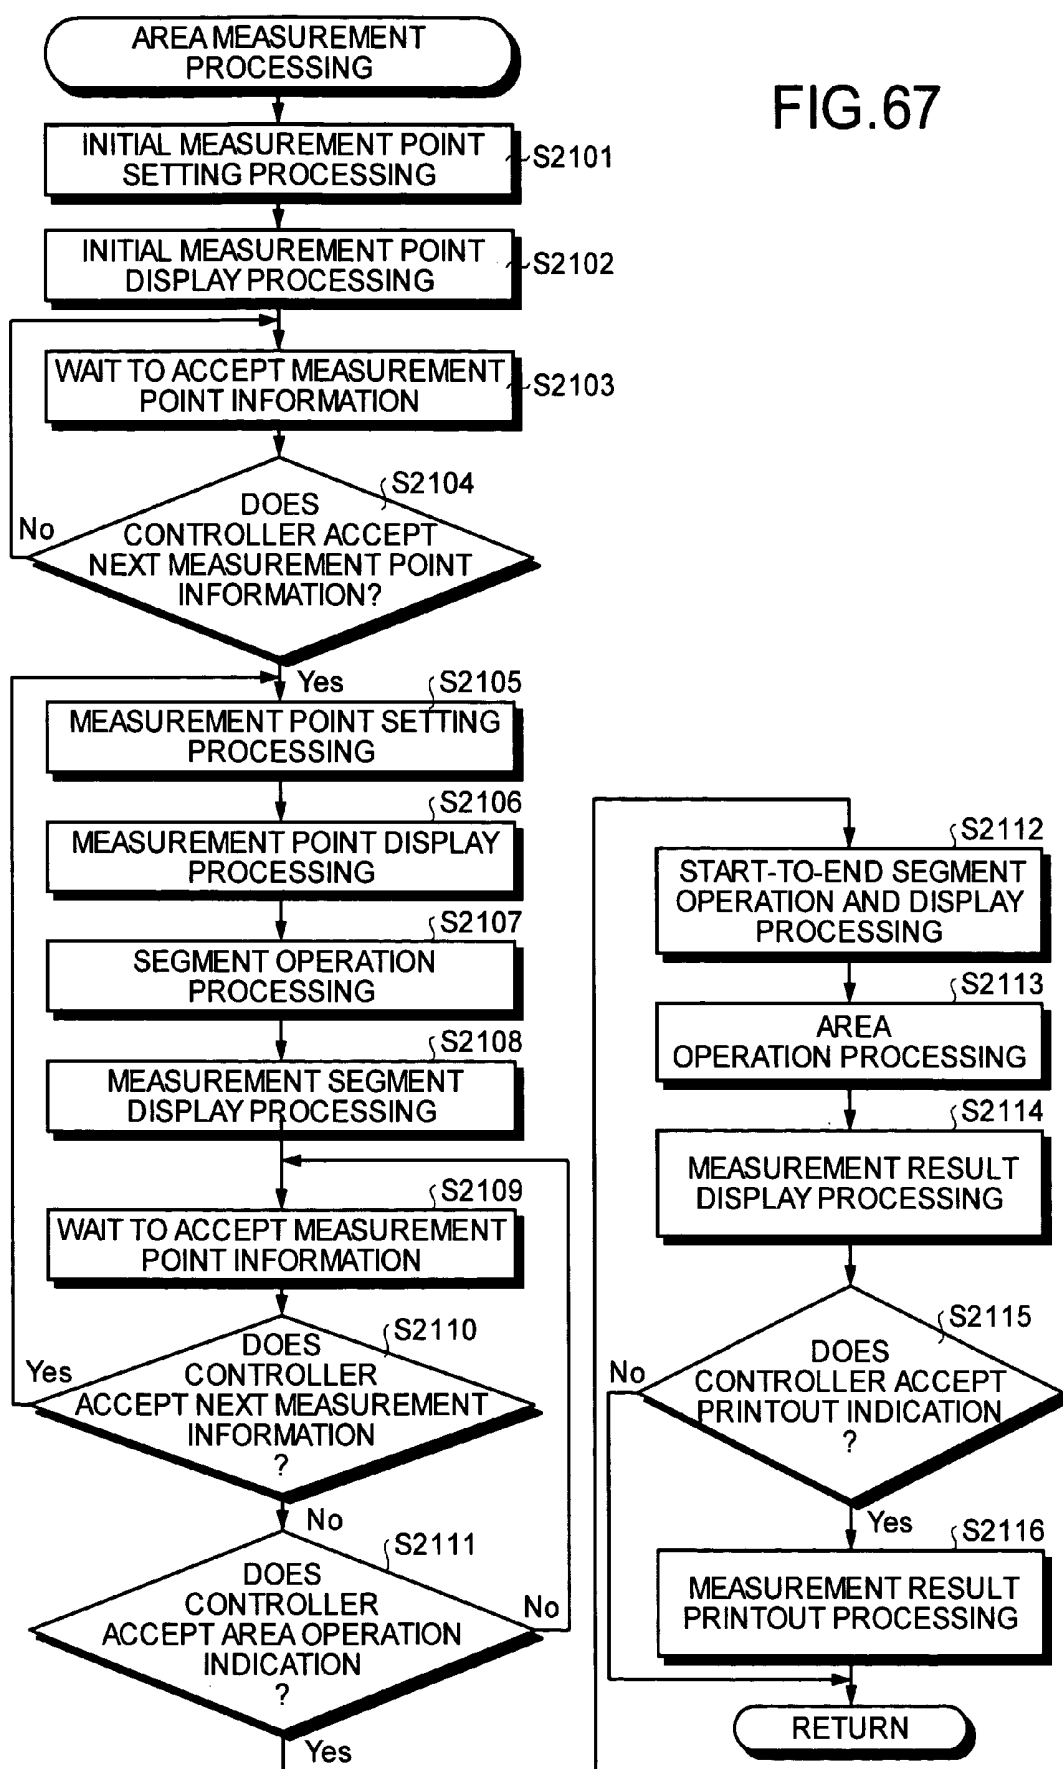 AREA MEASUREMENT
PROCESSING
FIG.67
INITIAL MEASUREMENT POINT
SETTING PROCESSING
S2101
INITIAL MEASUREMENT POINT
DISPLAY PROCESSING
S2102
WAIT TO ACCEPT MEASUREMENT
POINT INFORMATION
S2103
S2104
DOES
CONTROLLER ACCEPT
NEXT MEASUREMENT POINT
INFORMATION?
No
Yes
S2105
MEASUREMENT POINT SETTING
PROCESSING
S2106
MEASUREMENT POINT DISPLAY
PROCESSING
S2107
SEGMENT OPERATION
PROCESSING
S2108
MEASUREMENT SEGMENT
DISPLAY PROCESSING
S2109
WAIT TO ACCEPT MEASUREMENT
POINT INFORMATION
S2110
DOES
CONTROLLER
ACCEPT NEXT MEASUREMENT
INFORMATION
?
Yes
No
S2111
DOES
CONTROLLER
ACCEPT AREA OPERATION
INDICATION
?
No
Yes
S2112
START-TO-END SEGMENT
OPERATION AND DISPLAY
PROCESSING
S2113
AREA
OPERATION PROCESSING
S2114
MEASUREMENT RESULT
DISPLAY PROCESSING
S2115
DOES
CONTROLLER ACCEPT
PRINTOUT INDICATION
?
No
Yes
S2116
MEASUREMENT RESULT
PRINTOUT PROCESSING
RETURN